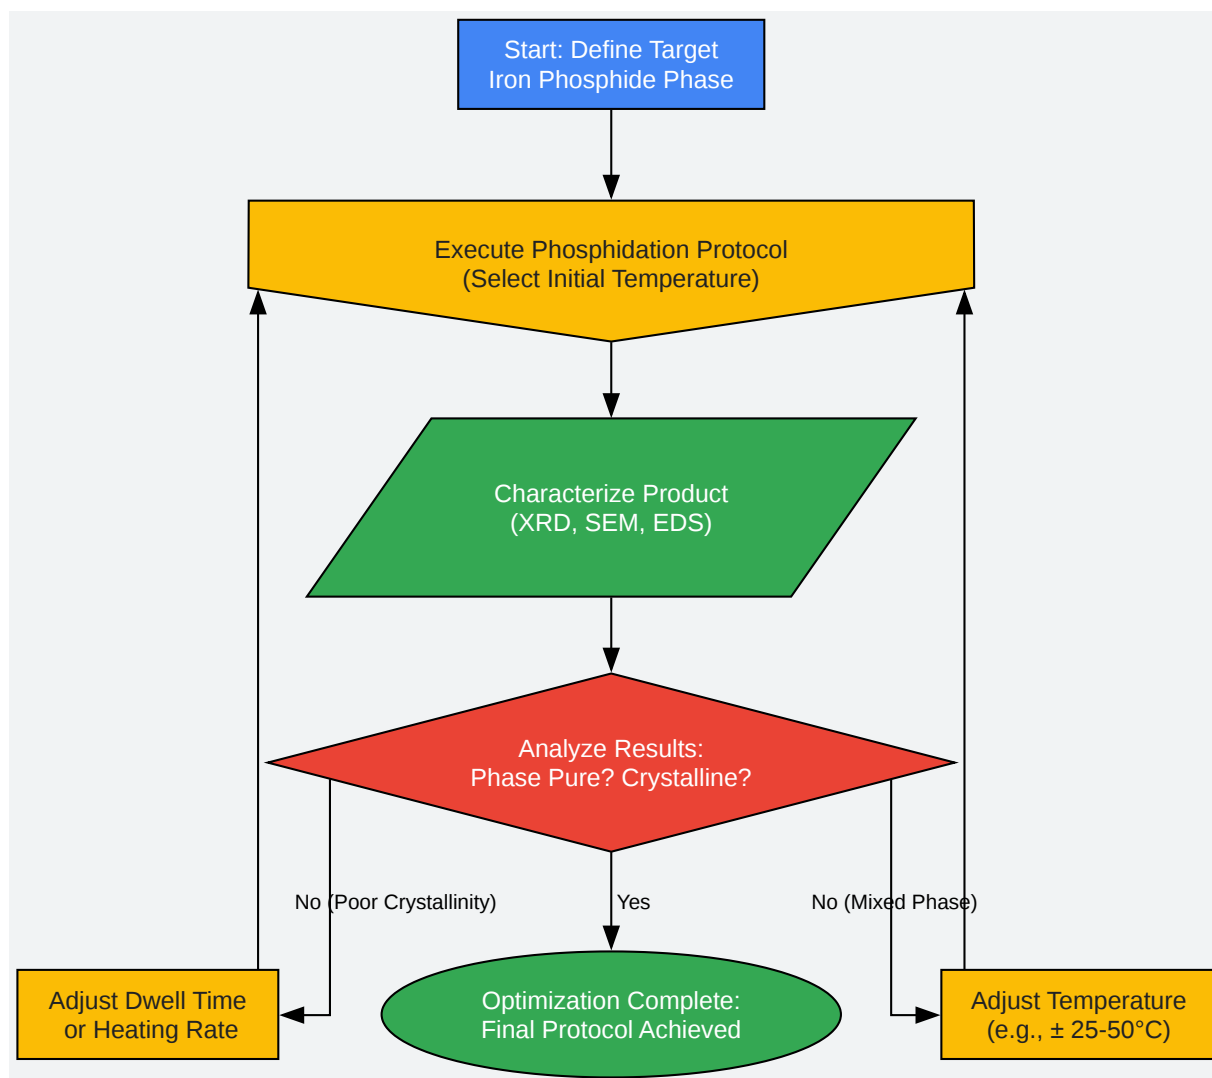 Start: Define Target
Iron Phosphide Phase
Execute Phosphidation Protocol
(Select Initial Temperature)
Characterize Product
(XRD, SEM, EDS)
Analyze Results:
Phase Pure? Crystalline?
No (Poor Crystallinity)
Yes
No (Mixed Phase)
Adjust Dwell Time
or Heating Rate
Optimization Complete:
Final Protocol Achieved
Adjust Temperature
(e.g., ± 25-50°C)